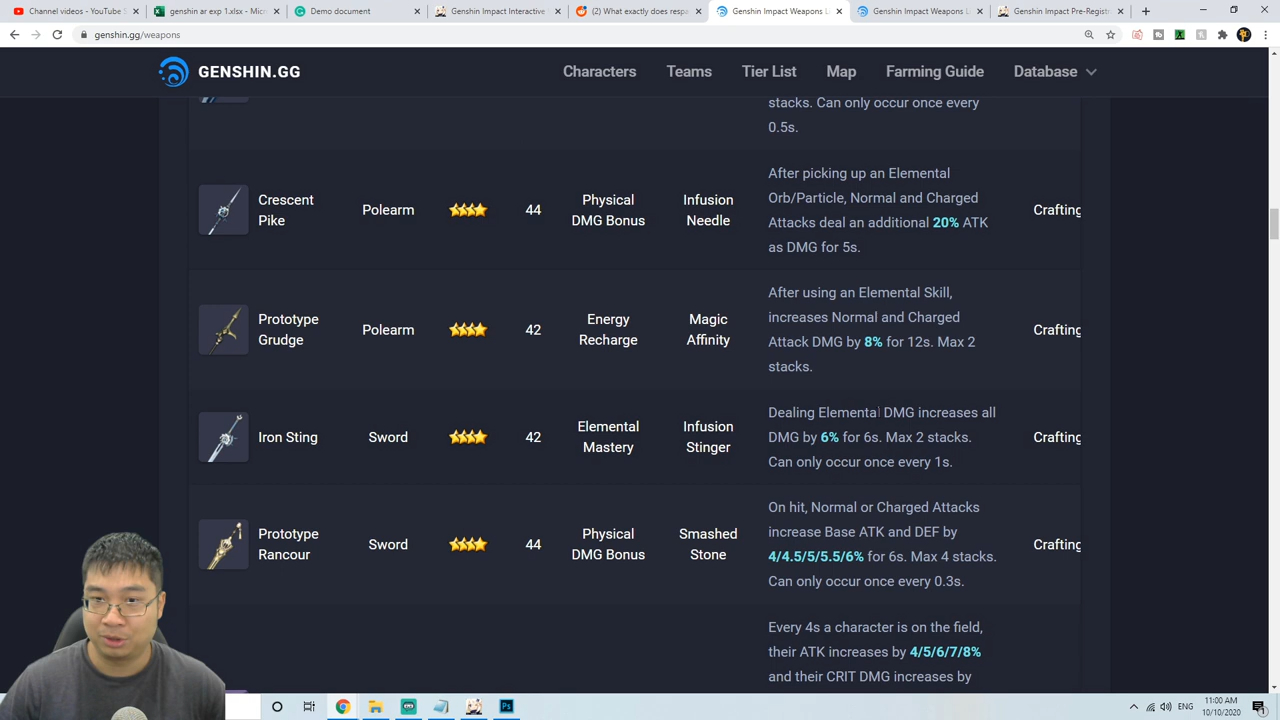 Channel videos - YouTube S
genshin ar exp 1.xlsx - Micr
Demo document
Genshin Impact Interactive
(2) What exactly does resp
Genshin Impact Weapons Li
Genshin Impact Weapons Li
Genshin Impact Pre-Registr
genshin.gg/weapons
GENSHIN.GG
Characters
Teams
Tier List
Map
Farming Guide
Database
stacks. Can only occur once every
0.5s.
Crescent
Pike
Polearm
44
Physical
DMG Bonus
Infusion
Needle
After picking up an Elemental
Orb/Particle, Normal and Charged
Attacks deal an additional 20% ATK
as DMG for 5s.
Crafting
Prototype
Grudge
Polearm
42
Energy
Recharge
Magic
Affinity
After using an Elemental Skill,
increases Normal and Charged
Attack DMG by 8% for 12s. Max 2
stacks.
Crafting
Iron Sting
Sword
42
Elemental
Mastery
Infusion
Stinger
Dealing Elemental DMG increases all
DMG by 6% for 6s. Max 2 stacks.
Can only occur once every 1s.
Crafting
Prototype
Rancour
Sword
44
Physical
DMG Bonus
Smashed
Stone
On hit, Normal or Charged Attacks
increase Base ATK and DEF by
4/4.5/5/5.5/6% for 6s. Max 4 stacks.
Can only occur once every 0.3s.
Crafting
Every 4s a character is on the field,
their ATK increases by 4/5/6/7/8%
and their CRIT DMG increases by
ENG
11:00 AM
10/10/2020